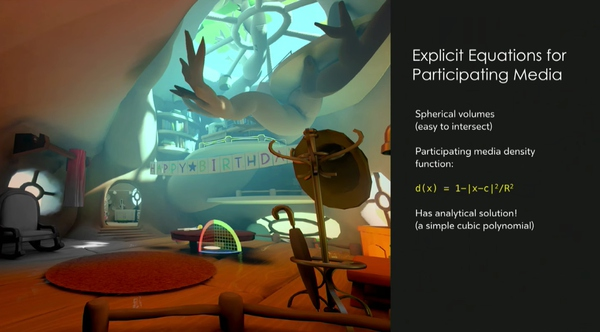 HAPPY★BIRTHDA
Explicit Equations for
Participating Media
Spherical volumes
(easy to intersect)
Participating media density
function:
d(x) = 1-|x-c|²/R²
Has analytical solution!
(a simple cubic polynomial)